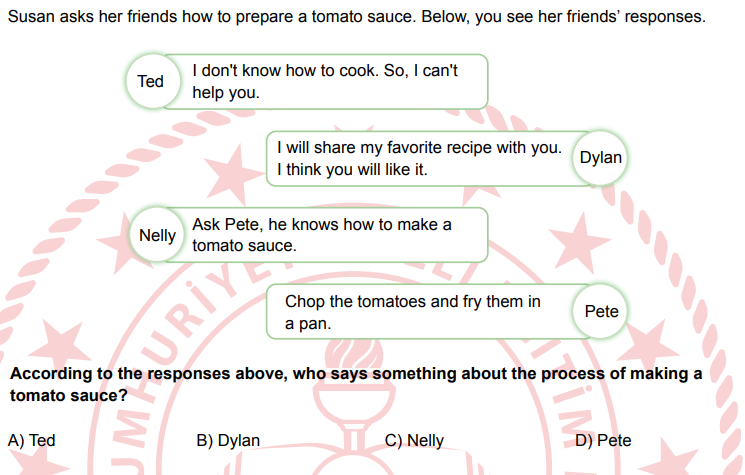 Susan asks her friends how to prepare a tomato sauce. Below, you see her friends' responses.
Ted
I don't know how to cook. So, I can't
help you.
I will share my favorite recipe with you.
I think you will like it.
Dylan
Nelly
Ask Pete, he knows how to make a
tomato sauce.
Chop the tomatoes and fry them in
a pan.
Pete
According to the responses above, who says something about the process of making a
tomato sauce?
A) Ted B) Dylan C) Nelly D) Pete